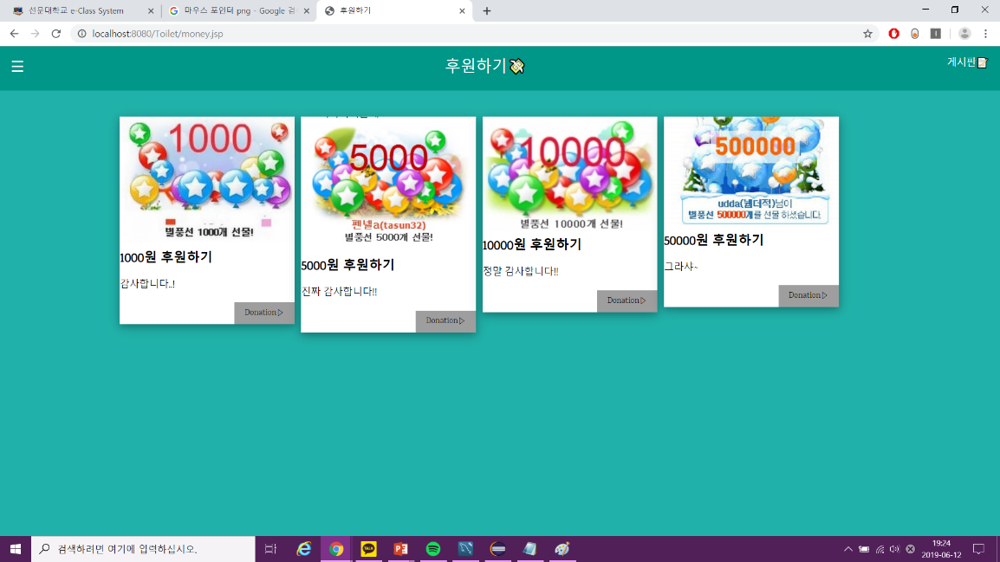 선문대학교 e-Class System
마우스 포인터 png - Google 검
후원하기
localhost:8080/Toilet/money.jsp
후원하기
게시판
1000
별풍선 1000개 선물!
1000원 후원하기
감사합니다..!
Donation
5000
펜넬a(tasun32)
별풍선 5000개 선물!
5000원 후원하기
진짜 감사합니다!!
Donation
10000
별풍선 10000개 선물!
10000원 후원하기
정말 감사합니다!!
Donation
500000
udda(넴더적)님이
별풍선 500000개를 선물 하셨습니다.
50000원 후원하기
그라샤~
Donation
검색하려면 여기에 입력하십시오.
TALK
19:24
2019-06-12